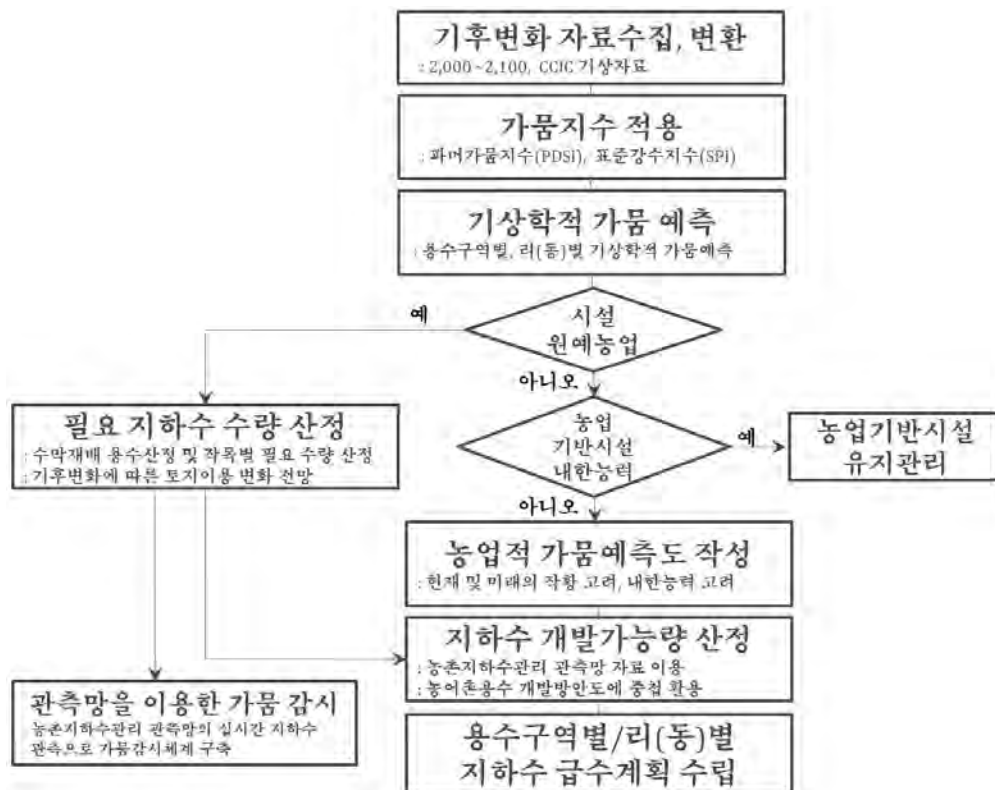 기후변화 자료수집, 변환
: 2,000~2,100, CCIC 기상자료
가뭄지수 적용
: 파머가뭄지수(PDSI), 표준강수지수(SPI)
기상학적 가뭄 예측
: 용수구역별, 리(동)별 기상학적 가뭄예측
예
시설
원예농업
아니오
필요 지하수 수량 산정
: 수막재배 용수산정 및 작목별 필요 수량 산정
: 기후변화에 따른 토지이용 변화 전망
농업
기반시설
내한능력
예
농업기반시설
유지관리
아니오
농업적 가뭄예측도 작성
: 현재 및 미래의 작황 고려, 내한능력 고려
지하수 개발가능량 산정
: 농촌지하수관리 관측망 자료 이용
: 농어촌용수 개발방안도에 중첩 활용
관측망을 이용한 가뭄 감시
: 농촌지하수관리 관측망의 실시간 지하수
관측으로 가뭄감시체계 구축
용수구역별/리(동)별
지하수 급수계획 수립